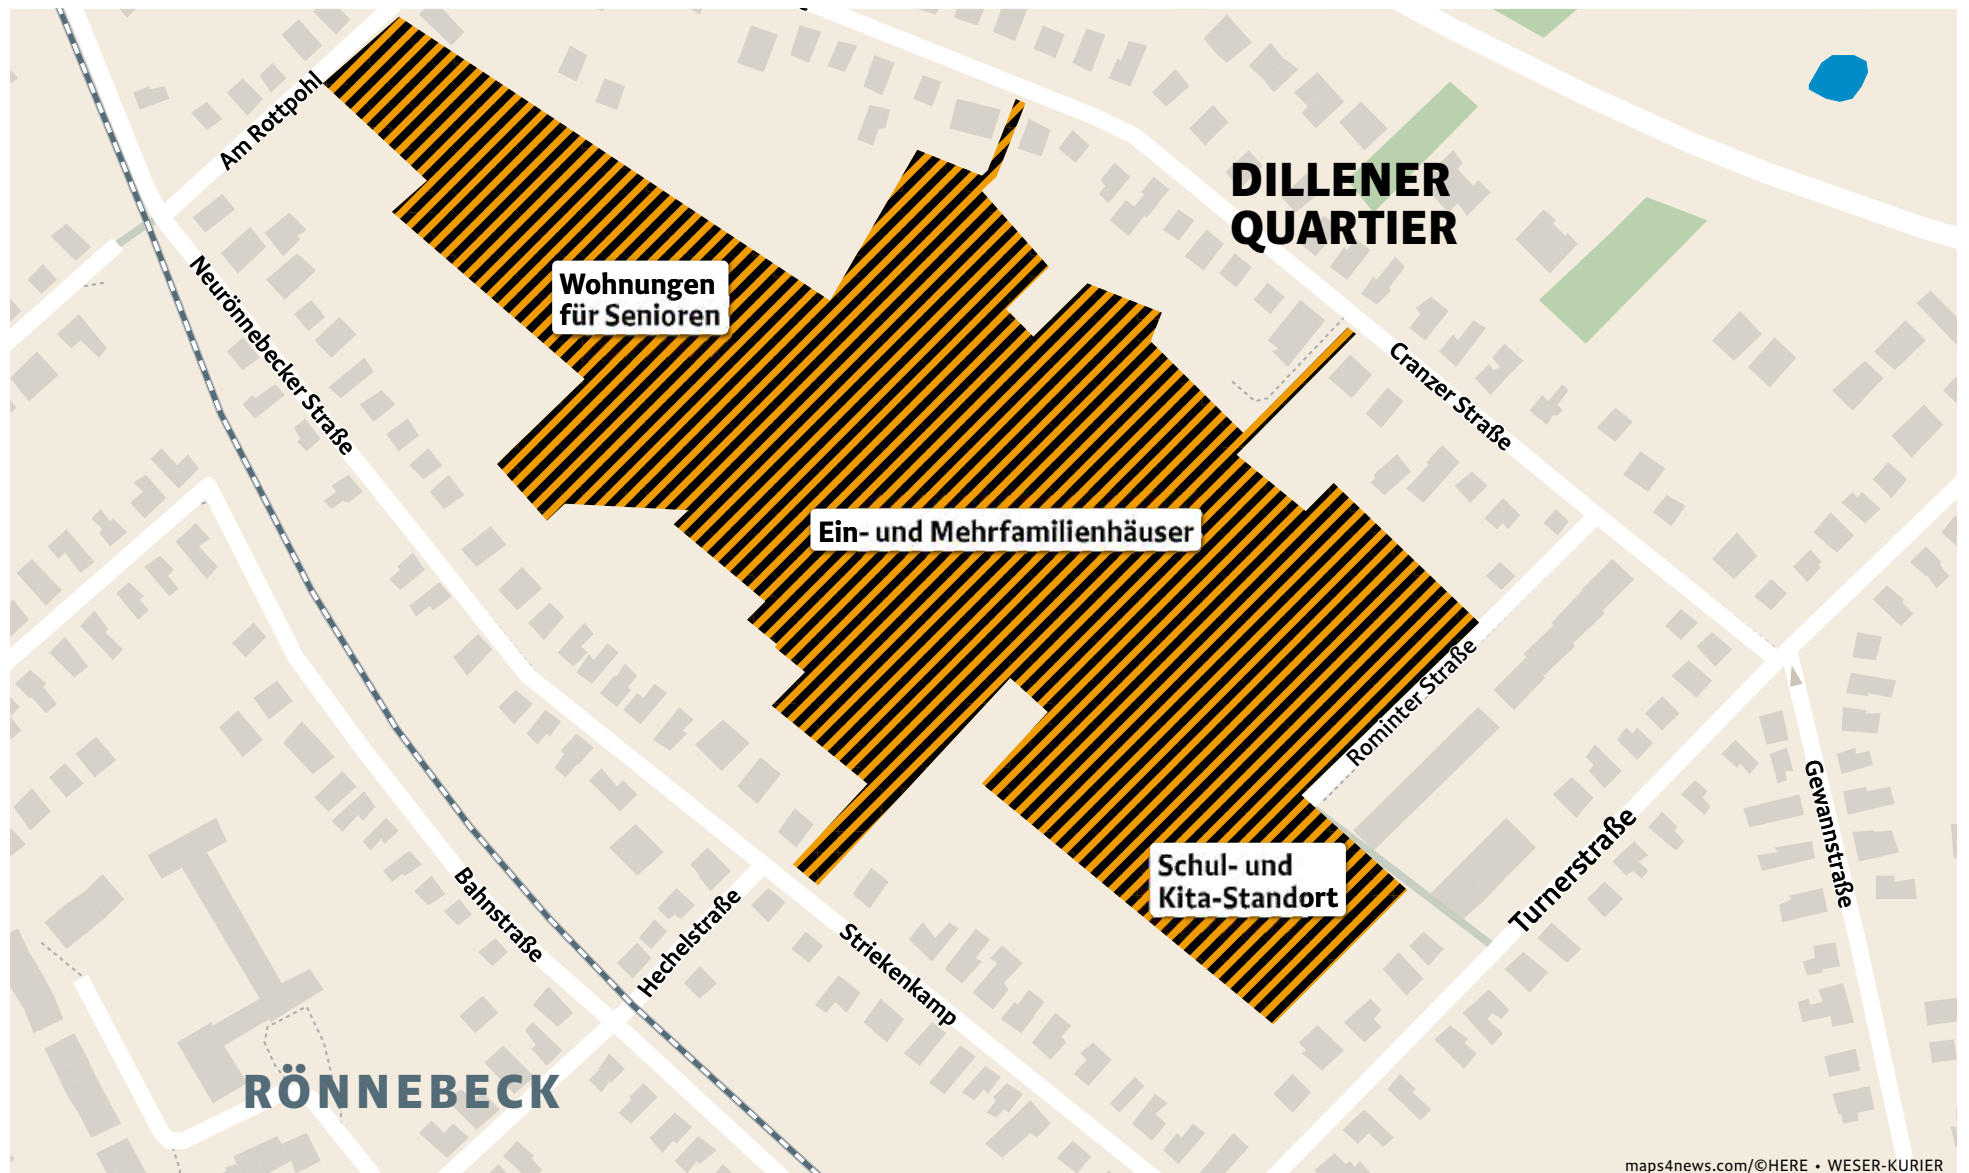 Am Rottpohl
DILLENER
QUARTIER
Wohnungen
für Senioren
Neurönnebecker Straße
Cranzer Straße
Ein- und Mehrfamilienhäuser
Rominter Straße
Gewannstraße
Schul- und
Kita-Standort
Turnerstraße
Bahnstraße
Hechelstraße
Striekenkamp
RÖNNEBECK
maps4news.com/©HERE • WESER-KURIER